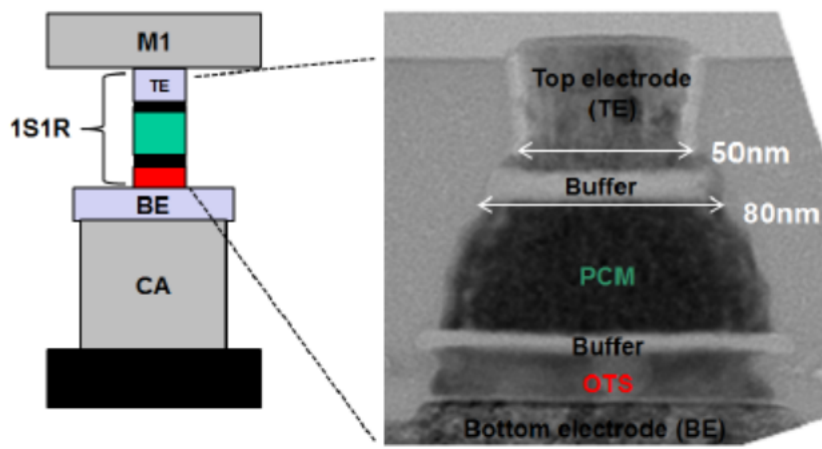 M1
TE
1S1R
BE
CA
Top electrode
(TE)
50nm
Buffer
80nm
PCM
Buffer
OTS
Bottom electrode (BE)